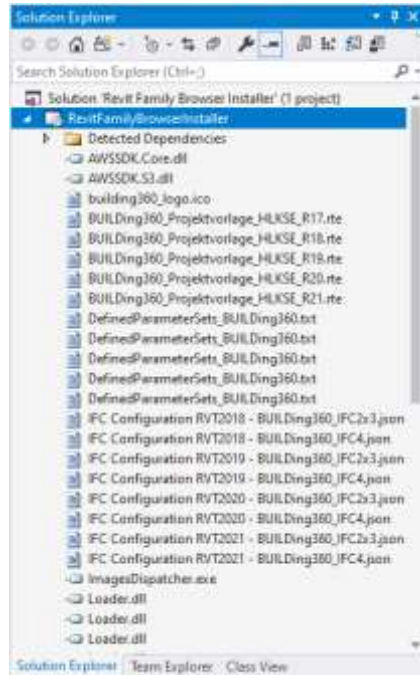 Solution Explorer
Search Solution Explorer (Ctrl+;)
Solution 'Revit Family Browser Installer' (1 project)
RevitFamilyBrowserInstaller
Detected Dependencies
AWSSDK.Core.dll
AWSSDK.S3.dll
building360_logo.ico
BUILDing360_Projektvorlage_HLKSE_R17.rte
BUILDing360_Projektvorlage_HLKSE_R18.rte
BUILDing360_Projektvorlage_HLKSE_R19.rte
BUILDing360_Projektvorlage_HLKSE_R20.rte
BUILDing360_Projektvorlage_HLKSE_R21.rte
DefinedParameterSets_BUILDing360.txt
DefinedParameterSets_BUILDing360.txt
DefinedParameterSets_BUILDing360.txt
DefinedParameterSets_BUILDing360.txt
DefinedParameterSets_BUILDing360.txt
IFC Configuration RVT2018 - BUILDing360_IFC2x3.json
IFC Configuration RVT2018 - BUILDing360_IFC4.json
IFC Configuration RVT2019 - BUILDing360_IFC2x3.json
IFC Configuration RVT2019 - BUILDing360_IFC4.json
IFC Configuration RVT2020 - BUILDing360_IFC2x3.json
IFC Configuration RVT2020 - BUILDing360_IFC4.json
IFC Configuration RVT2021 - BUILDing360_IFC2x3.json
IFC Configuration RVT2021 - BUILDing360_IFC4.json
ImagesDispatcher.exe
Loader.dll
Loader.dll
Loader.dll
Solution Explorer Team Explorer Class View